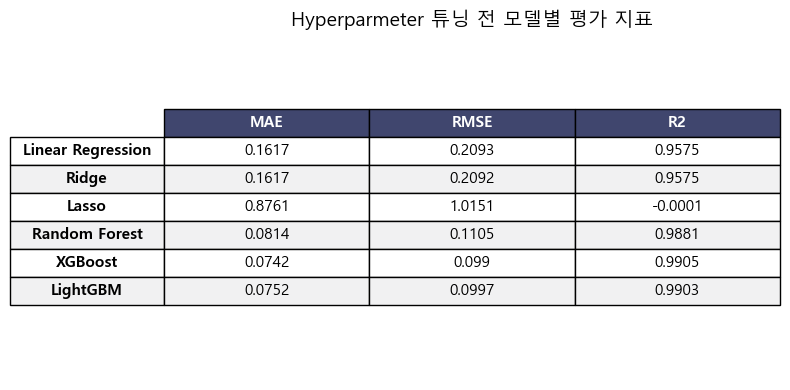 Hyperparmeter 튜닝 전 모델별 평가 지표
MAE RMSE R2
Linear Regression 0.1617 0.2093 0.9575
Ridge 0.1617 0.2092 0.9575
Lasso 0.8761 1.0151 -0.0001
Random Forest 0.0814 0.1105 0.9881
XGBoost 0.0742 0.099 0.9905
LightGBM 0.0752 0.0997 0.9903